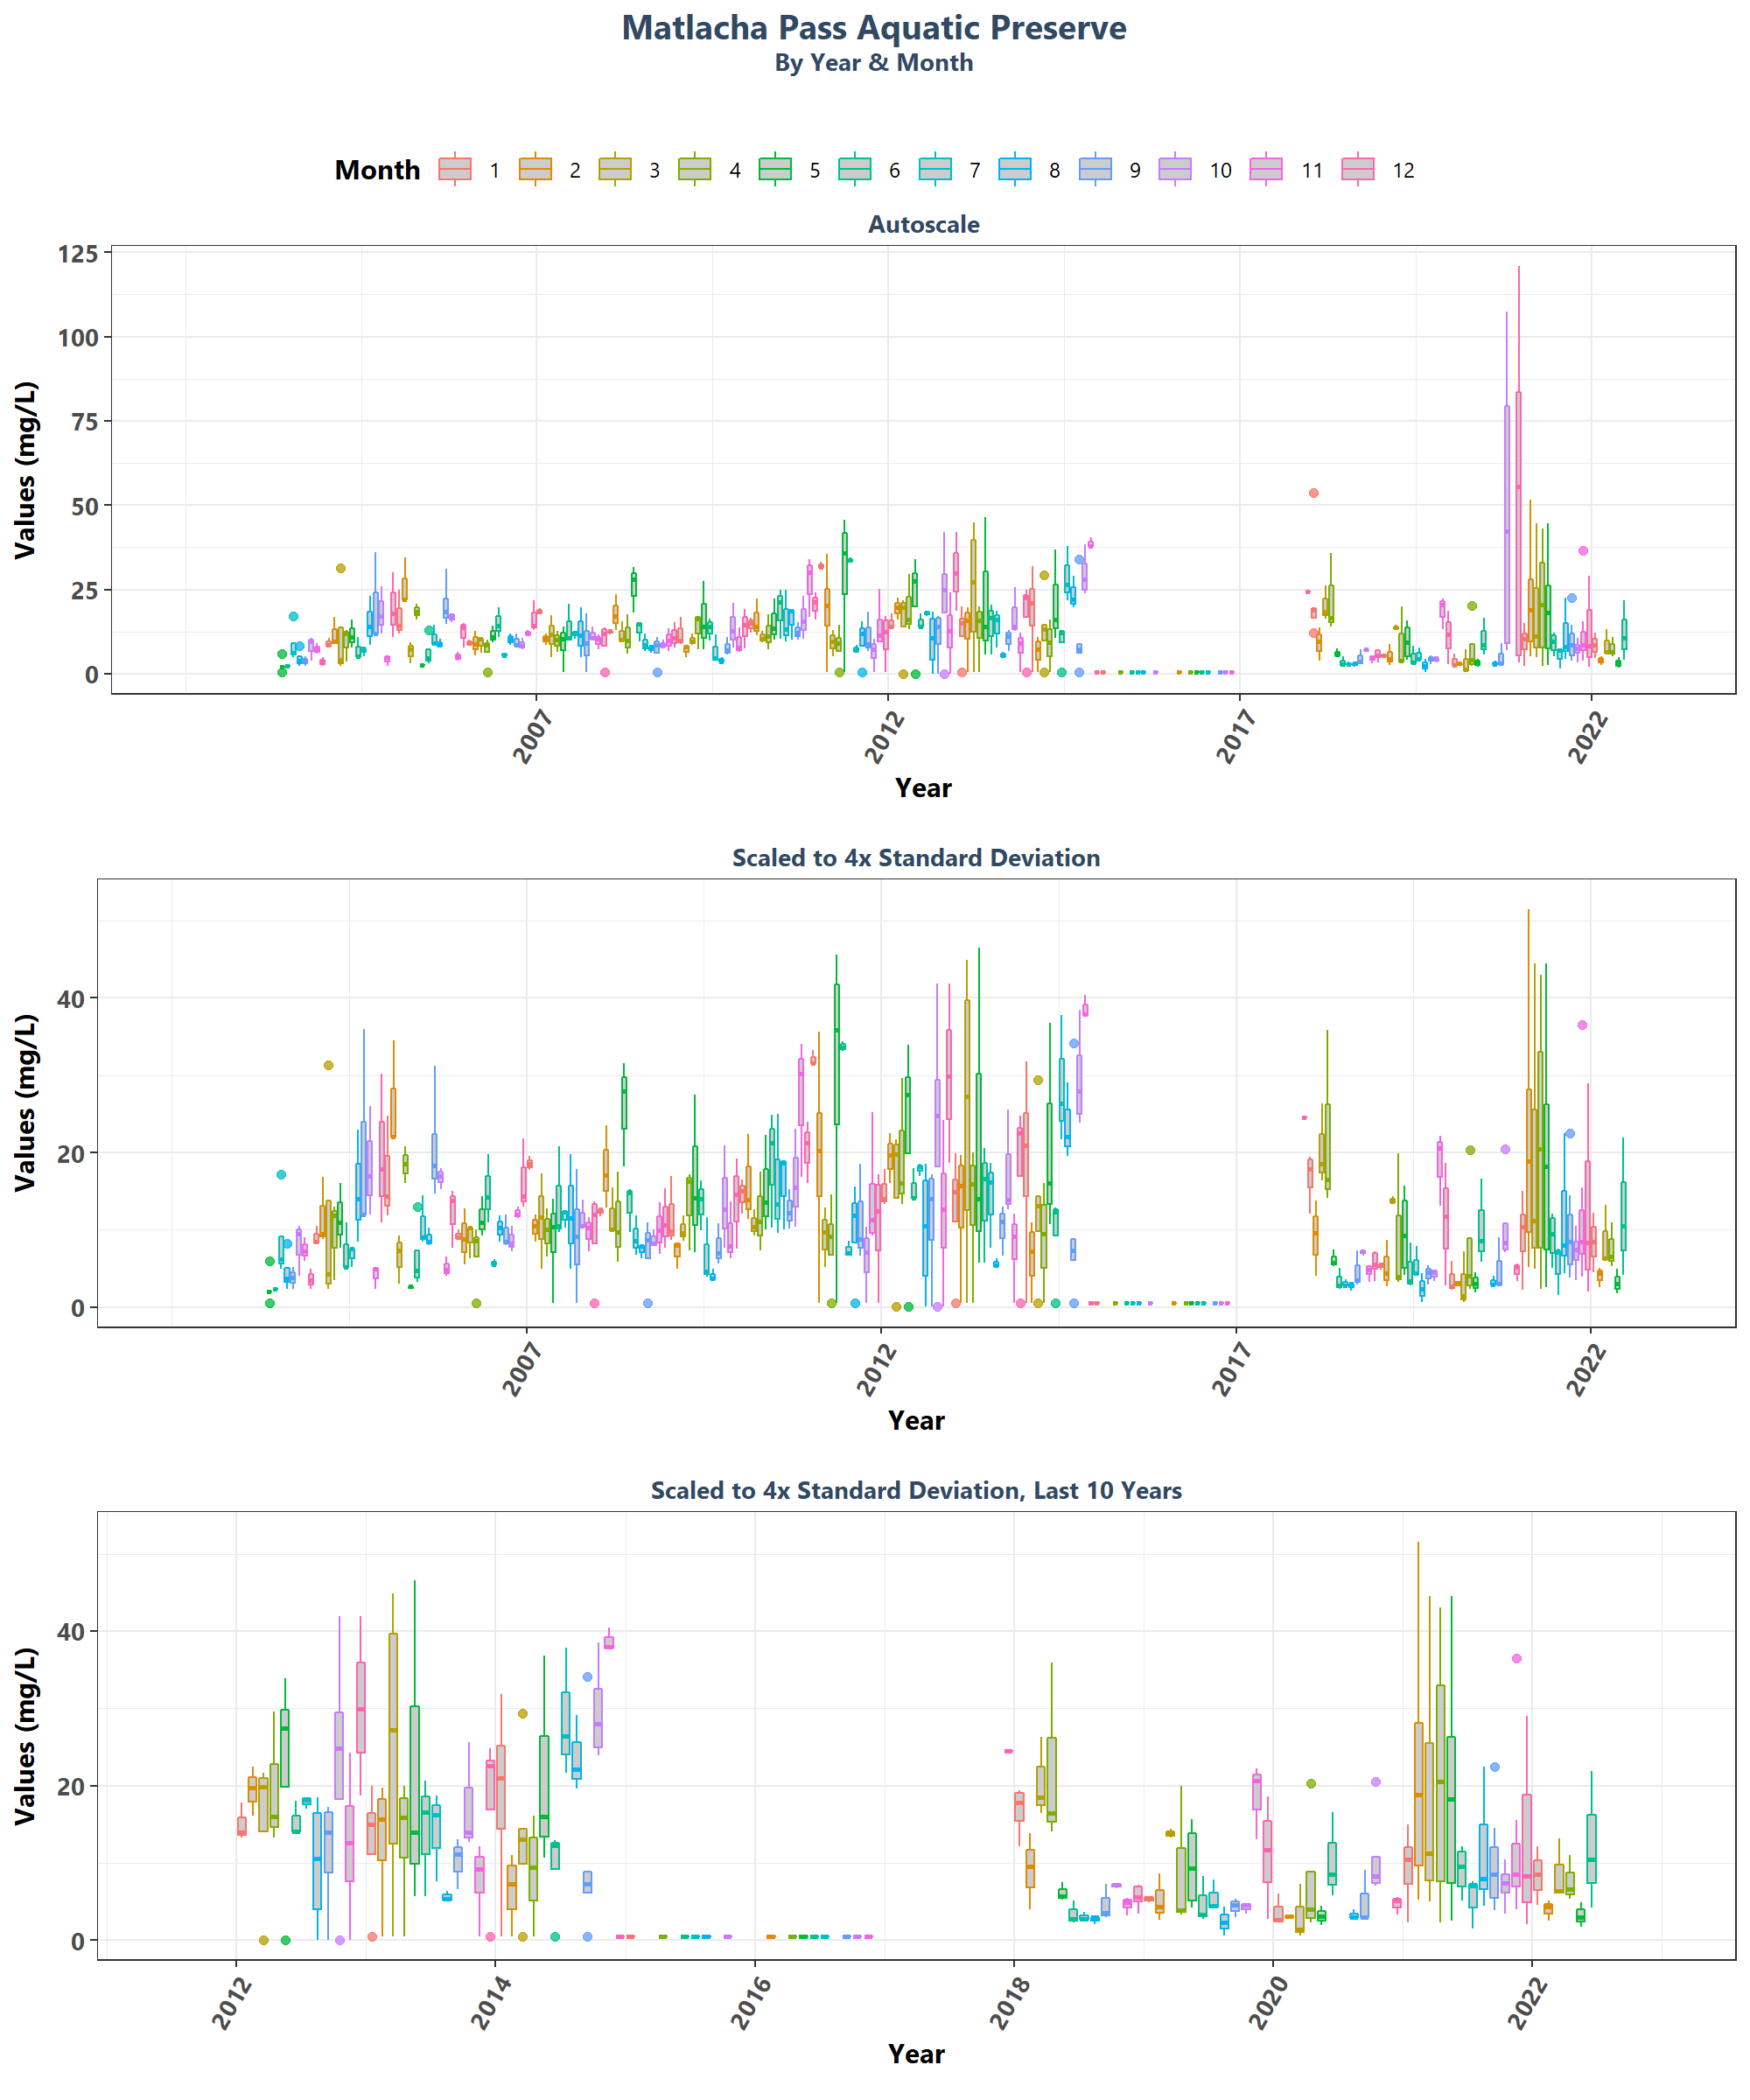 Matlacha Pass Aquatic Preserve
By Year & Month
Month 1 2 3 4 5 6 7 8 9 10 11 12
Autoscale
Values (mg/L)
125
100
75
50
25
0
2007 2012 2017 2022
Year
Scaled to 4x Standard Deviation
Values (mg/L)
40
20
0
2007 2012 2017 2022
Year
Scaled to 4x Standard Deviation, Last 10 Years
Values (mg/L)
40
20
0
2012 2014 2016 2018 2020 2022
Year